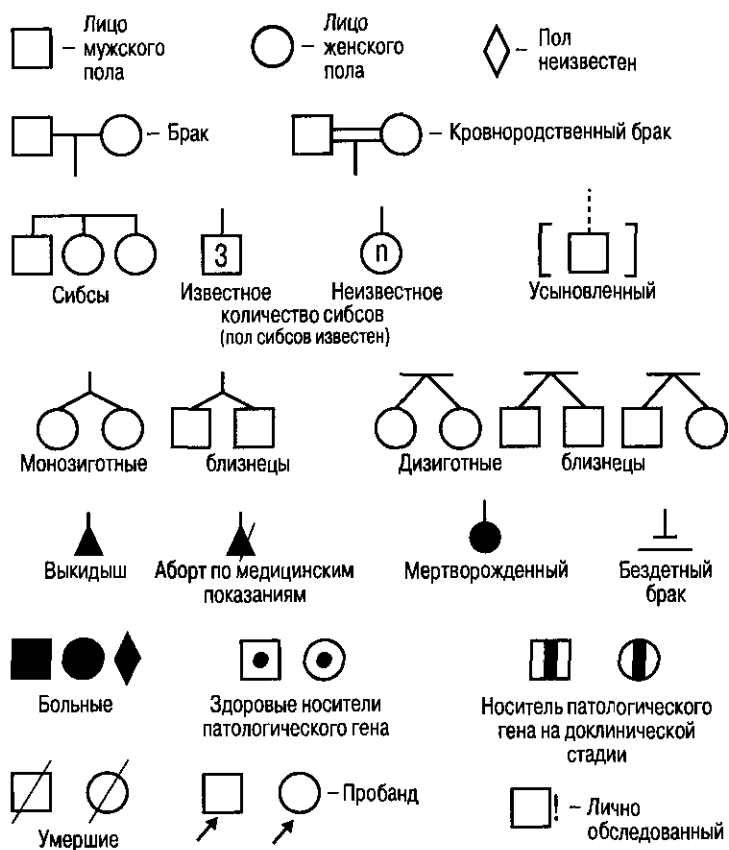 Лицо
– мужского
пола
Лицо
– женского
пола
– Пол
неизвестен
– Брак
– Кровнородственный брак
Сибсы
3
Известное
n
Неизвестное
количество сибсов
(пол сибсов известен)
[ ]
Усыновленный
Монозиготные близнецы
Дизиготные близнецы
Выкидыш
Аборт по медицинским
показаниям
Мертворожденный
Бездетный
брак
Больные
Здоровые носители
патологического гена
Носитель патологического
гена на доклинической
стадии
Умершие
– Пробанд
! – Лично
обследованный